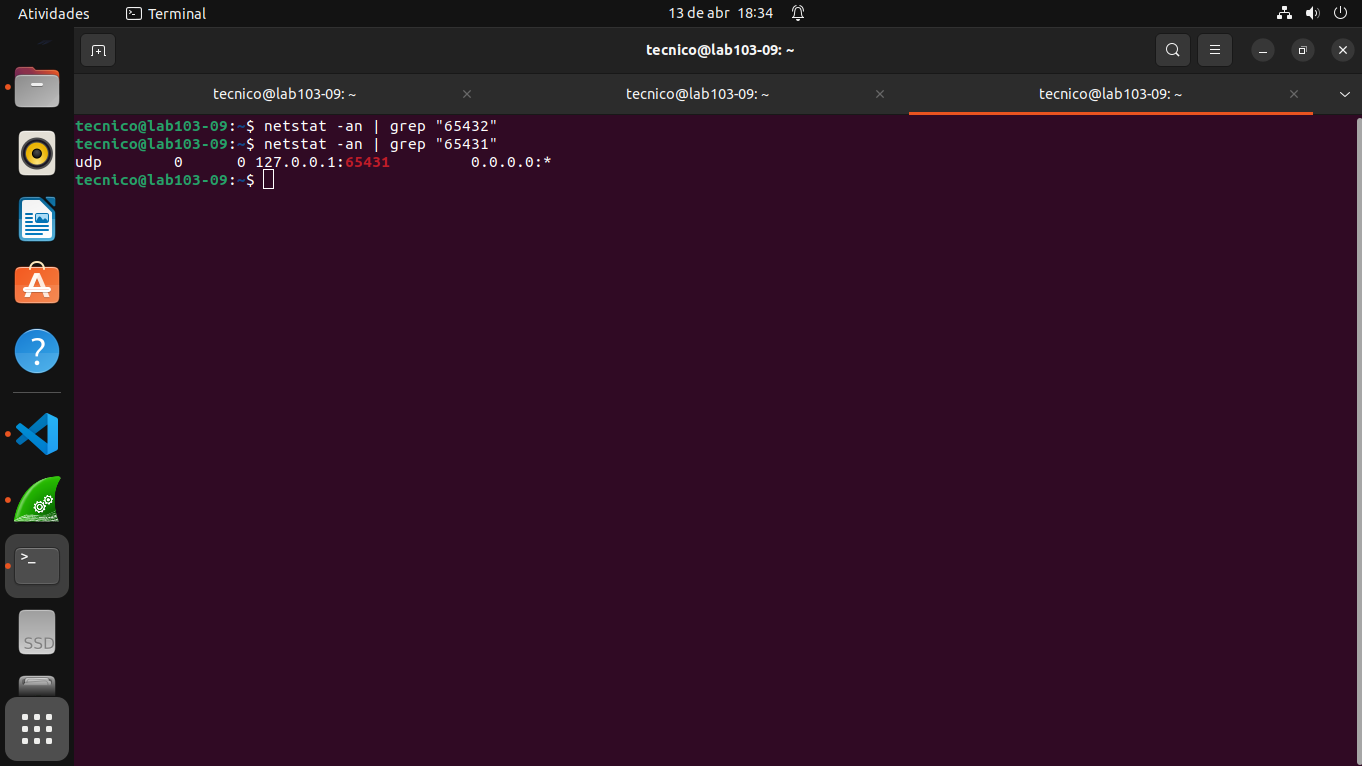 Atividades Terminal 13 de abr 18:34
tecnico@lab103-09: ~
tecnico@lab103-09: ~ tecnico@lab103-09: ~ tecnico@lab103-09: ~
tecnico@lab103-09:~$ netstat -an | grep "65432"
tecnico@lab103-09:~$ netstat -an | grep "65431"
udp        0      0 127.0.0.1:65431         0.0.0.0:*
tecnico@lab103-09:~$
>_
SSD